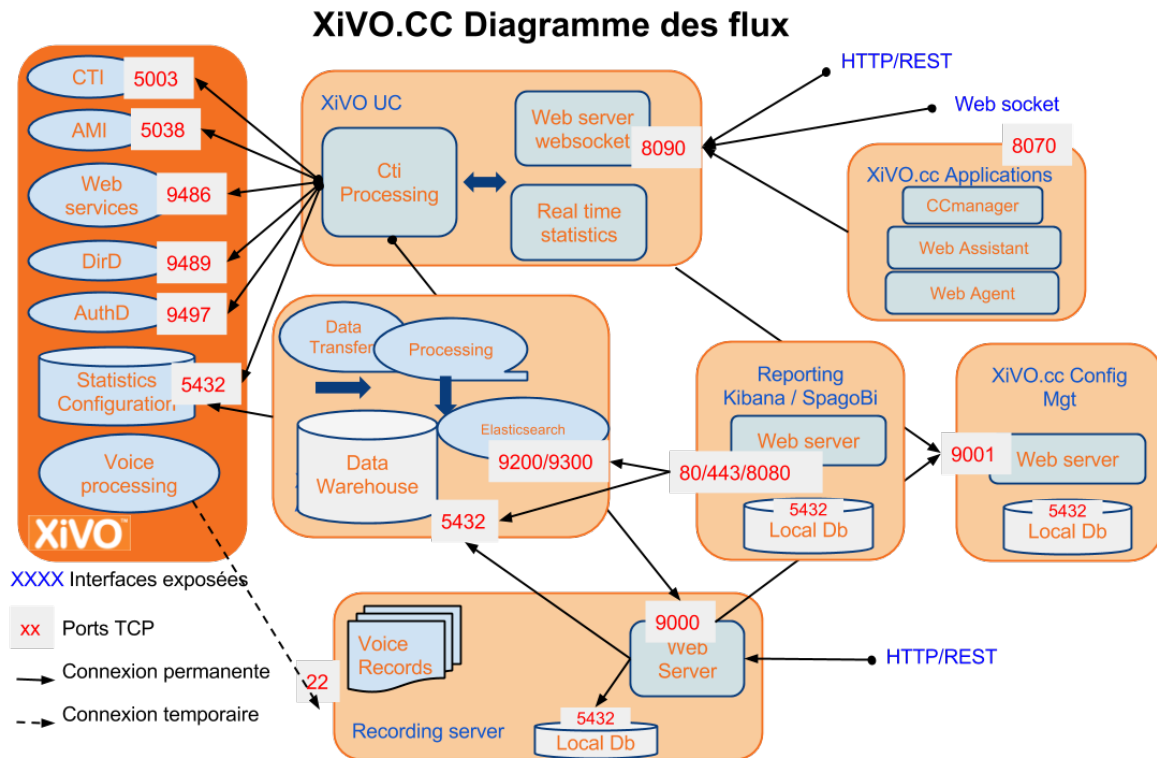 XiVO.CC Diagramme des flux
CTI
5003
AMI
5038
Web
services
9486
DirD
9489
AuthD
9497
Statistics
Configuration
5432
Voice
processing
XiVO™
XiVO UC
Cti
Processing
Web server
websocket
8090
Real time
statistics
HTTP/REST
Web socket
8070
XiVO.cc Applications
CCmanager
Web Assistant
Web Agent
Data
Transfer
Processing
Elasticsearch
9200/9300
Data
Warehouse
5432
Reporting
Kibana / SpagoBi
Web server
80/443/8080
5432
Local Db
XiVO.cc Config
Mgt
9001
Web server
5432
Local Db
XXXX Interfaces exposées
xx Ports TCP
Connexion permanente
Connexion temporaire
22
Voice
Records
Recording server
9000
Web
Server
5432
Local Db
HTTP/REST